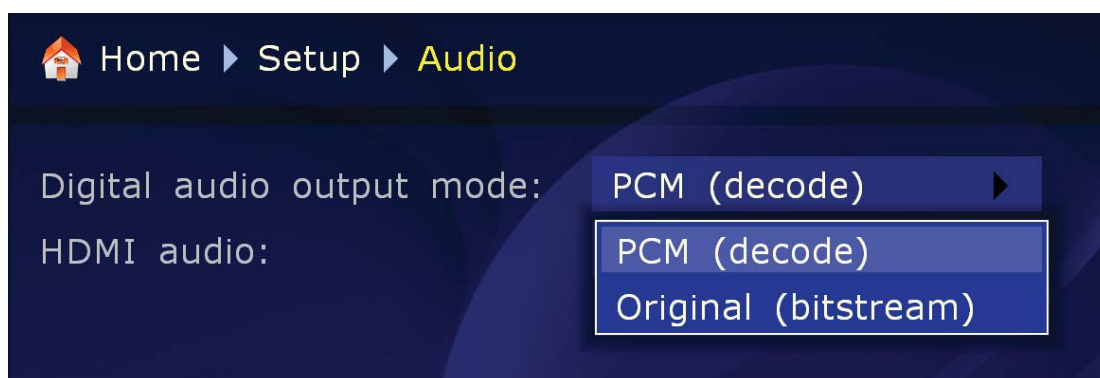 Home Setup Audio
Digital audio output mode: PCM (decode)
HDMI audio: PCM (decode)
Original (bitstream)